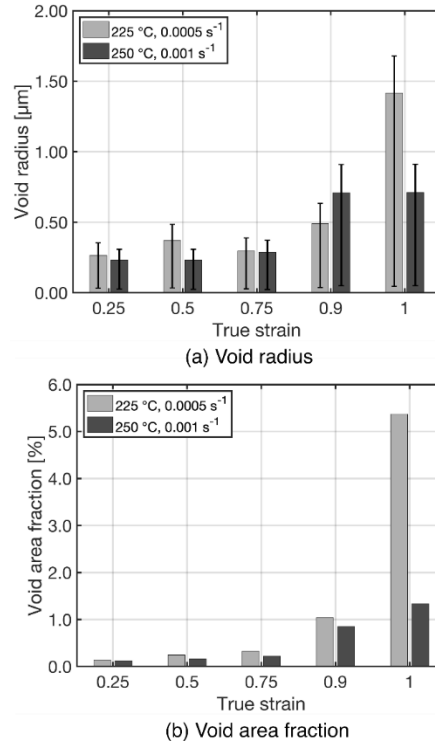 2.00
1.50
1.00
0.50
0.00
Void radius [µm]
225 °C, 0.0005 s⁻¹
250 °C, 0.001 s⁻¹
0.25 0.5 0.75 0.9 1
True strain
(a) Void radius
6.0
5.0
4.0
3.0
2.0
1.0
0.0
Void area fraction [%]
225 °C, 0.0005 s⁻¹
250 °C, 0.001 s⁻¹
0.25 0.5 0.75 0.9 1
True strain
(b) Void area fraction